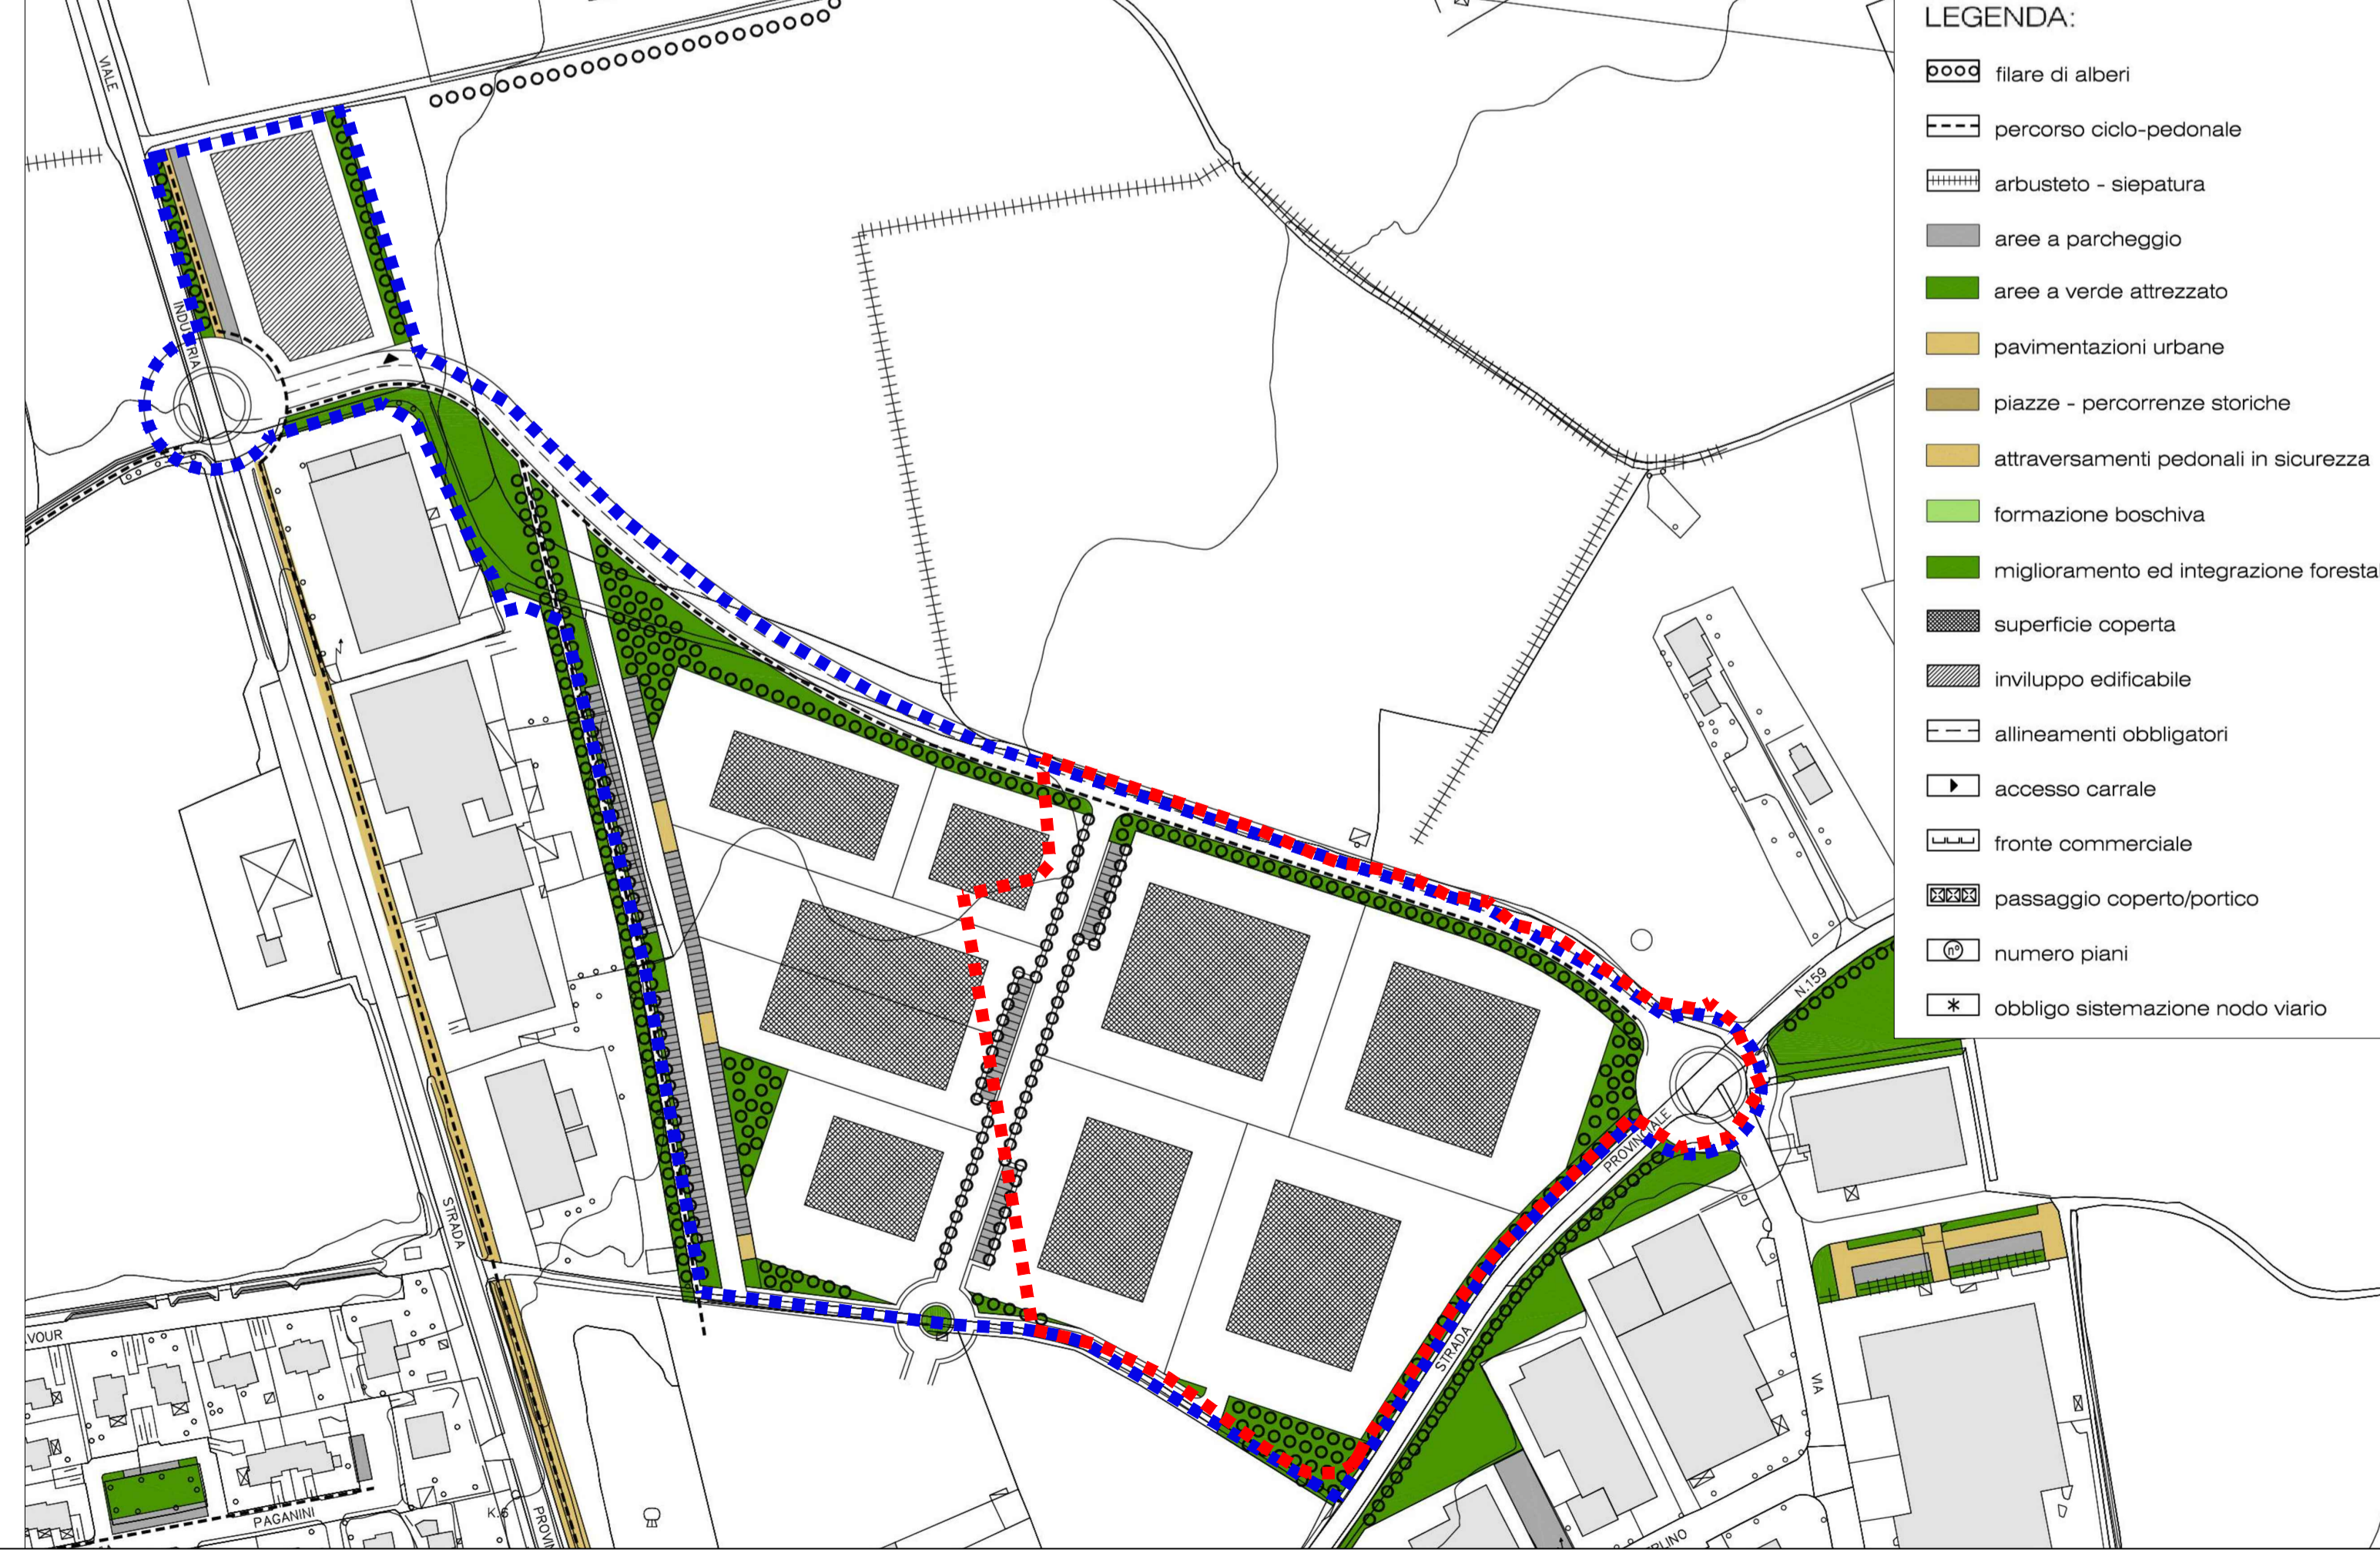 LEGENDA:
filare di alberi
percorso ciclo-pedonale
arbusteto - siepatura
aree a parcheggio
aree a verde attrezzato
pavimentazioni urbane
piazze - percorrenze storiche
attraversamenti pedonali in sicurezza
formazione boschiva
miglioramento ed integrazione foresta
superficie coperta
inviluppo edificabile
allineamenti obbligatori
accesso carrale
fronte commerciale
passaggio coperto/portico
n°
numero piani
obbligo sistemazione nodo viario
VIALE
INDUSTRIA
N.159
PROVINCIALE
STRADA
STRADA
VIA
VOUR
PAGANINI
K.6
PROVIN
RLINO